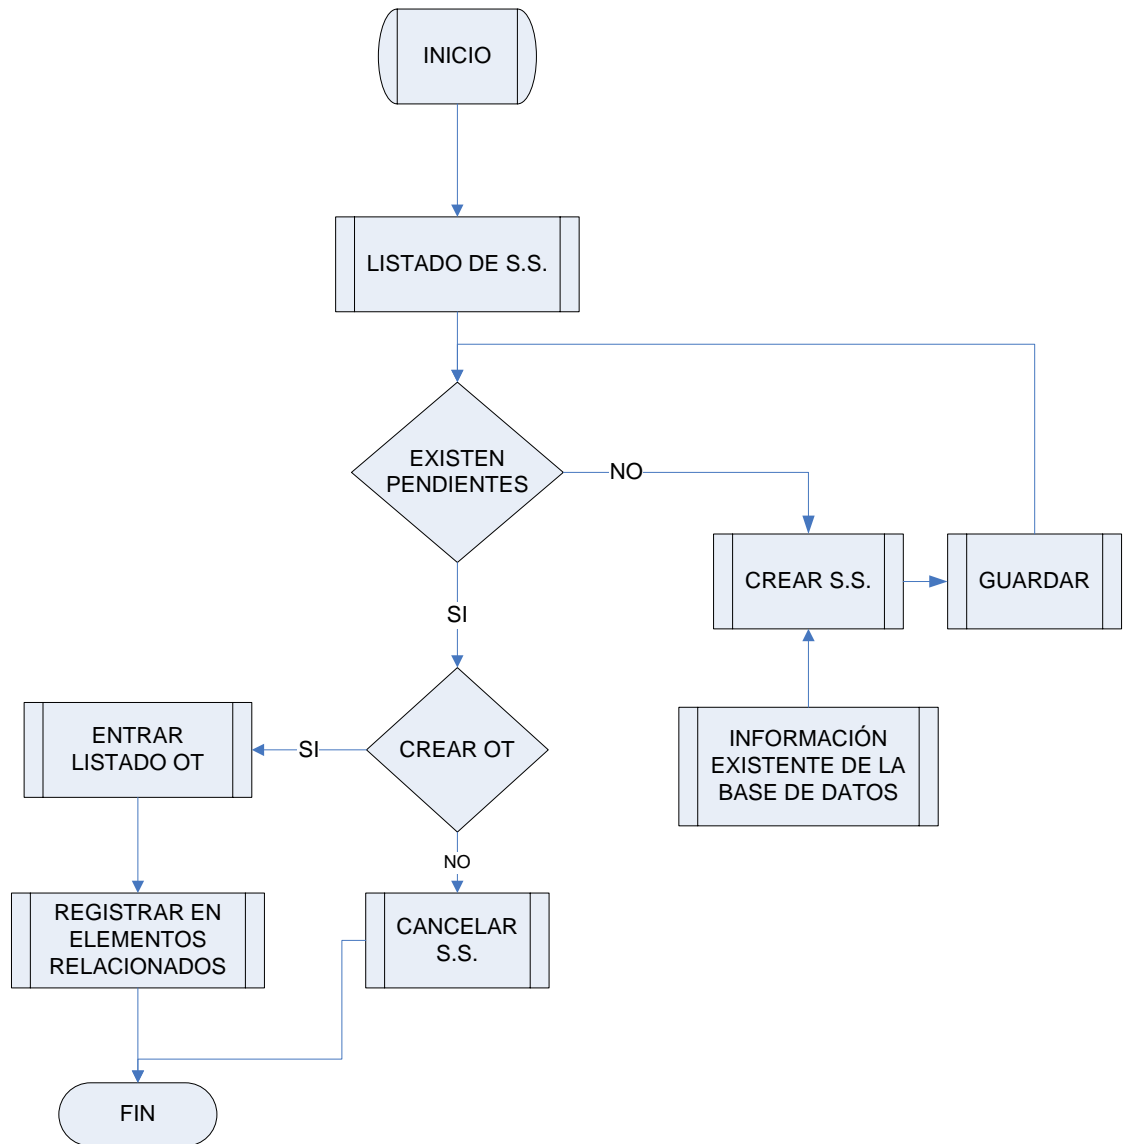 INICIO
LISTADO DE S.S.
EXISTEN
PENDIENTES
NO
CREAR S.S.
GUARDAR
SI
INFORMACIÓN
EXISTENTE DE LA
BASE DE DATOS
CREAR OT
SI
ENTRAR
LISTADO OT
NO
REGISTRAR EN
ELEMENTOS
RELACIONADOS
CANCELAR
S.S.
FIN